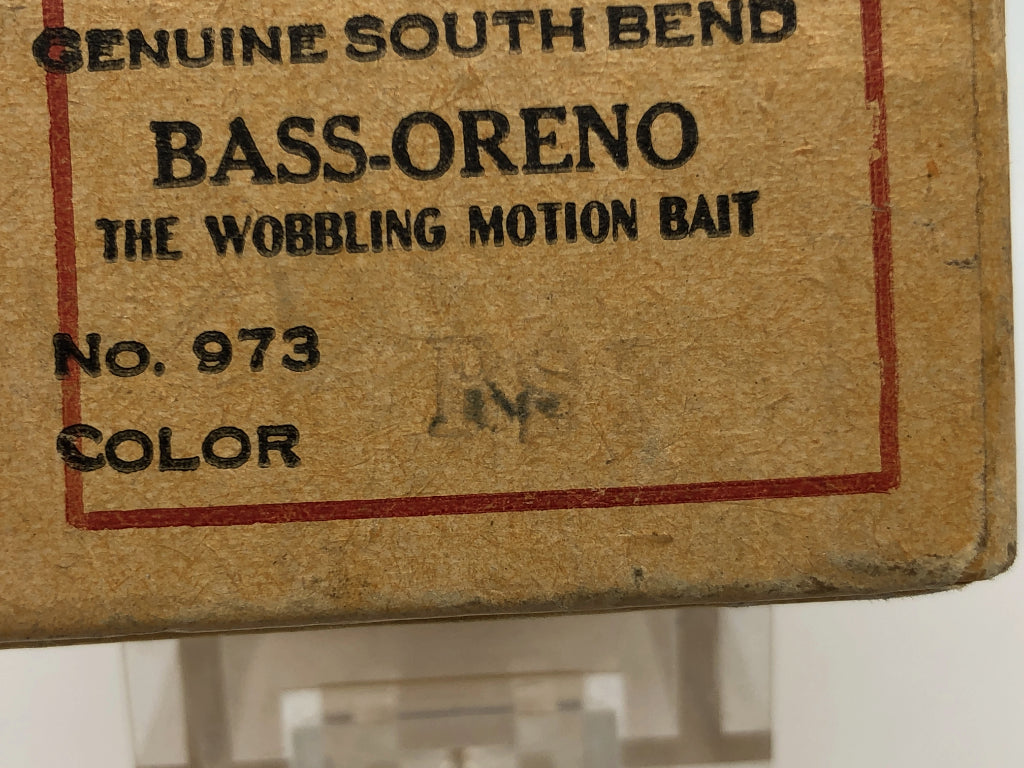 GENUINE SOUTH BEND
BASS-ORENO
THE WOBBLING MOTION BAIT
No. 973
COLOR